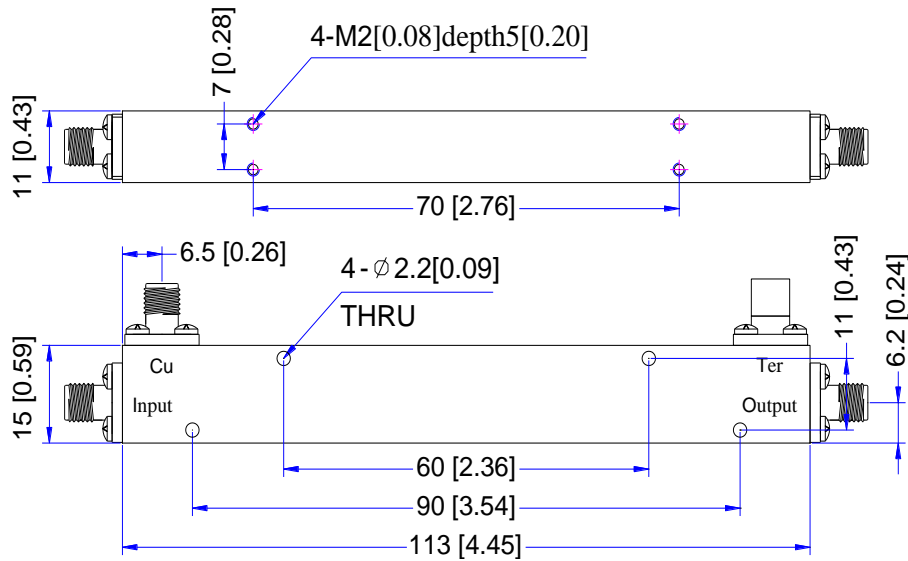 4-M2[0.08]depth5[0.20]
7 [0.28]
11 [0.43]
70 [2.76]
6.5 [0.26]
4-∅2.2[0.09]
THRU
11 [0.43]
6.2 [0.24]
15 [0.59]
Cu
Ter
Input
Output
60 [2.36]
90 [3.54]
113 [4.45]